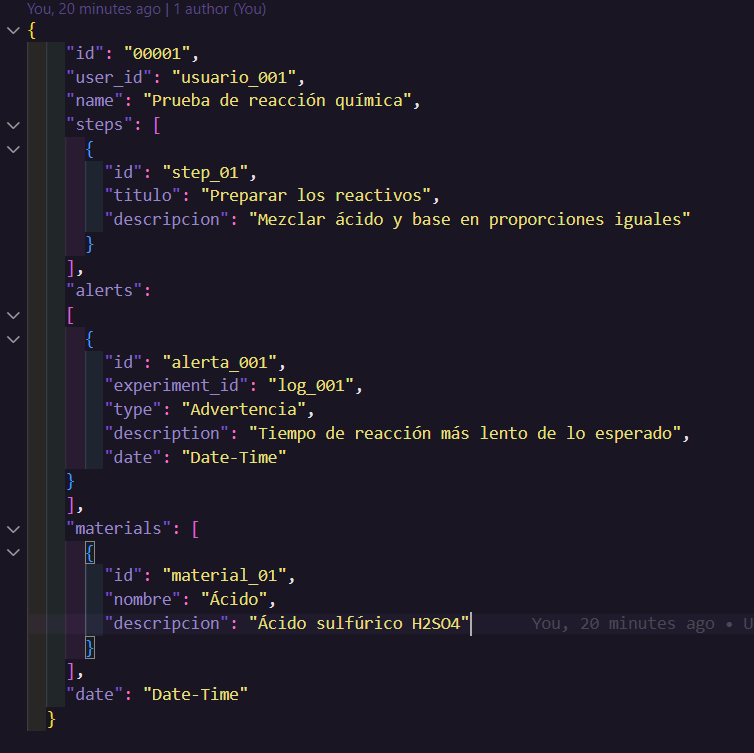 You, 20 minutes ago | 1 author (You)
{
"id": "00001",
"user_id": "usuario_001",
"name": "Prueba de reacción química",
"steps": [
{
"id": "step_01",
"titulo": "Preparar los reactivos",
"descripcion": "Mezclar ácido y base en proporciones iguales"
}
],
"alerts":
[
{
"id": "alerta_001",
"experiment_id": "log_001",
"type": "Advertencia",
"description": "Tiempo de reacción más lento de lo esperado",
"date": "Date-Time"
}
],
"materials": [
{
"id": "material_01",
"nombre": "Ácido",
"descripcion": "Ácido sulfúrico H2SO4" You, 20 minutes ago • U
}
],
"date": "Date-Time"
}